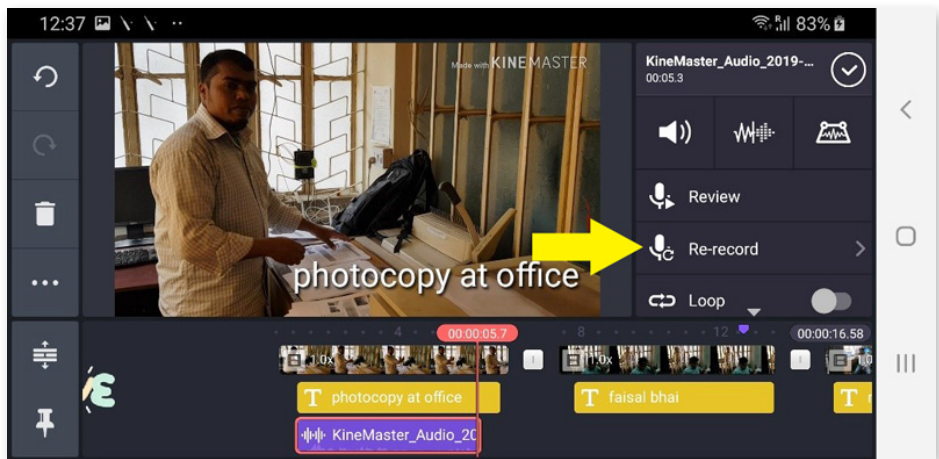 12:37
83%
Made with KINEMASTER
KineMaster_Audio_2019-...
00:05.3
Review
Re-record
Loop
photocopy at office
4
00:00:05.7
8
12
00:00:16.58
1.0x
1.0x
T photocopy at office
T faisal bhai
T
KineMaster_Audio_20